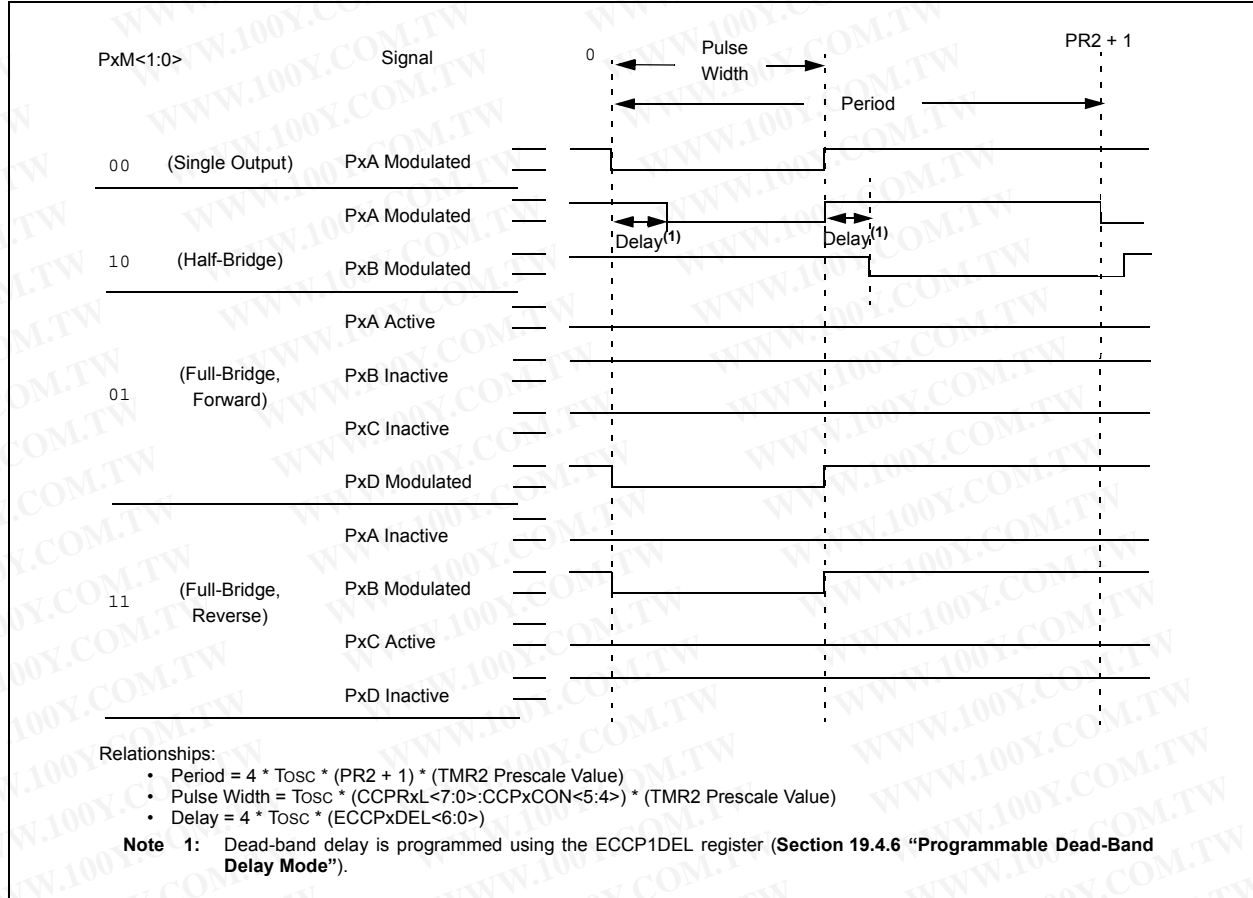 PxM<1:0> Signal 0 Pulse Width PR2 + 1
Period
00 (Single Output) PxA Modulated
PxA Modulated
Delay(1) Delay(1)
10 (Half-Bridge) PxB Modulated
PxA Active
01 (Full-Bridge, Forward) PxB Inactive
PxC Inactive
PxD Modulated
PxA Inactive
11 (Full-Bridge, Reverse) PxB Modulated
PxC Active
PxD Inactive
Relationships:
• Period = 4 * TOSC * (PR2 + 1) * (TMR2 Prescale Value)
• Pulse Width = TOSC * (CCPRxL<7:0>:CCPxCON<5:4>) * (TMR2 Prescale Value)
• Delay = 4 * TOSC * (ECCPxDEL<6:0>)
Note 1: Dead-band delay is programmed using the ECCP1DEL register (Section 19.4.6 “Programmable Dead-Band
Delay Mode”).
WWW.100Y.COM.TW